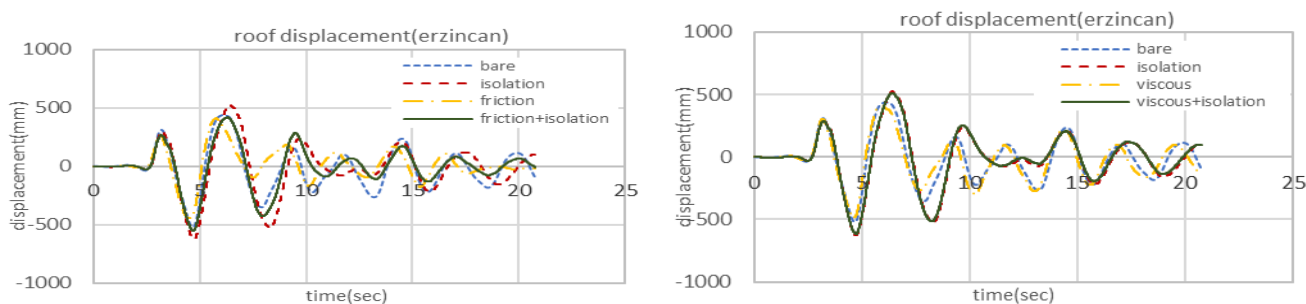 roof displacement(erzincan)
1000
500
0
-500
-1000
0
5
10
15
20
25
displacement(mm)
time(sec)
bare
isolation
friction
friction+isolation
roof displacement(erzincan)
1000
500
0
-500
-1000
0
5
10
15
20
25
displacement(mm)
time(sec)
bare
isolation
viscous
viscous+isolation